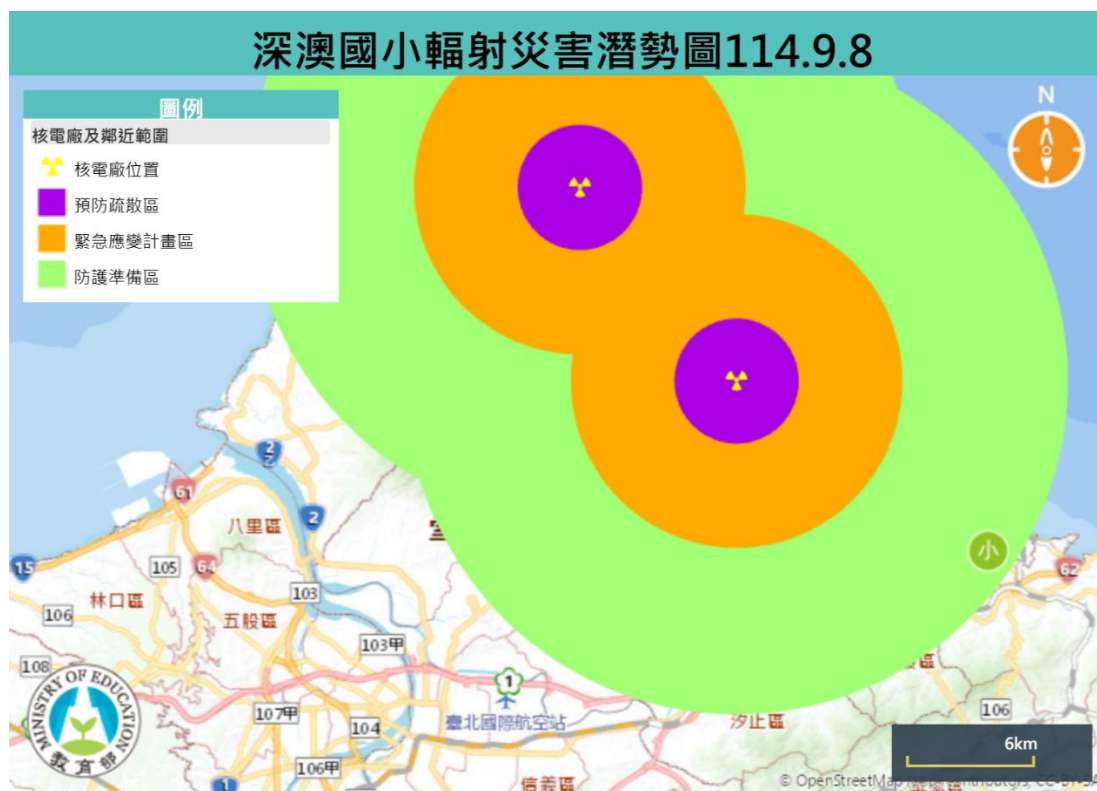 深澳國小輻射災害潛勢圖114.9.8
圖例
核電廠及鄰近範圍
核電廠位置
預防疏散區
緊急應變計畫區
防護準備區
N
2
乙
61
八里區
2
15
105
64
林口區
103
106
五股區
103甲
108
小
62
1
107甲
104
臺北國際航空站
汐止區
106
106甲
1
信義區
MINISTRY OF EDUCATION
教育部
6km